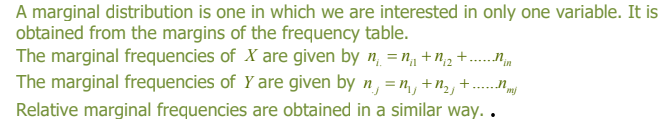 A marginal distribution is one in which we are interested in only one variable. It is
obtained from the margins of the frequency table.
The marginal frequencies of X are given by n_{i.} = n_{i1} + n_{i2} + ......n_{in}
The marginal frequencies of Y are given by n_{.j} = n_{1j} + n_{2j} + ......n_{mj}
Relative marginal frequencies are obtained in a similar way. .